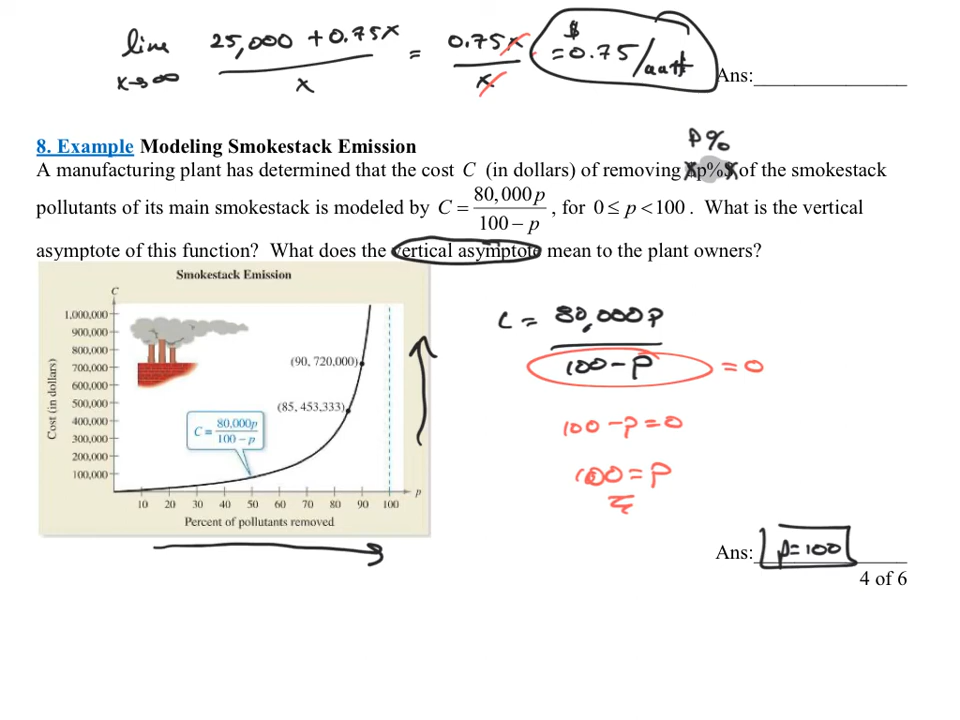 lim 25,000 + 0.75x / x = 0.75x / x = $0.75/unit
x→∞
Ans:
P%
8. Example Modeling Smokestack Emission
A manufacturing plant has determined that the cost C (in dollars) of removing p% of the smokestack
pollutants of its main smokestack is modeled by C = 80,000p / 100 − p , for 0 ≤ p < 100 . What is the vertical
asymptote of this function? What does the vertical asymptote mean to the plant owners?
Smokestack Emission
C
1,000,000
900,000
800,000
700,000
600,000
500,000
400,000
300,000
200,000
100,000
Cost (in dollars)
(90, 720,000)
(85, 453,333)
C = 80,000p / 100 − p
10 20 30 40 50 60 70 80 90 100
p
Percent of pollutants removed
C = 80,000P / 100 − P = 0
100 − P = 0
100 = P
Ans: P = 100
4 of 6